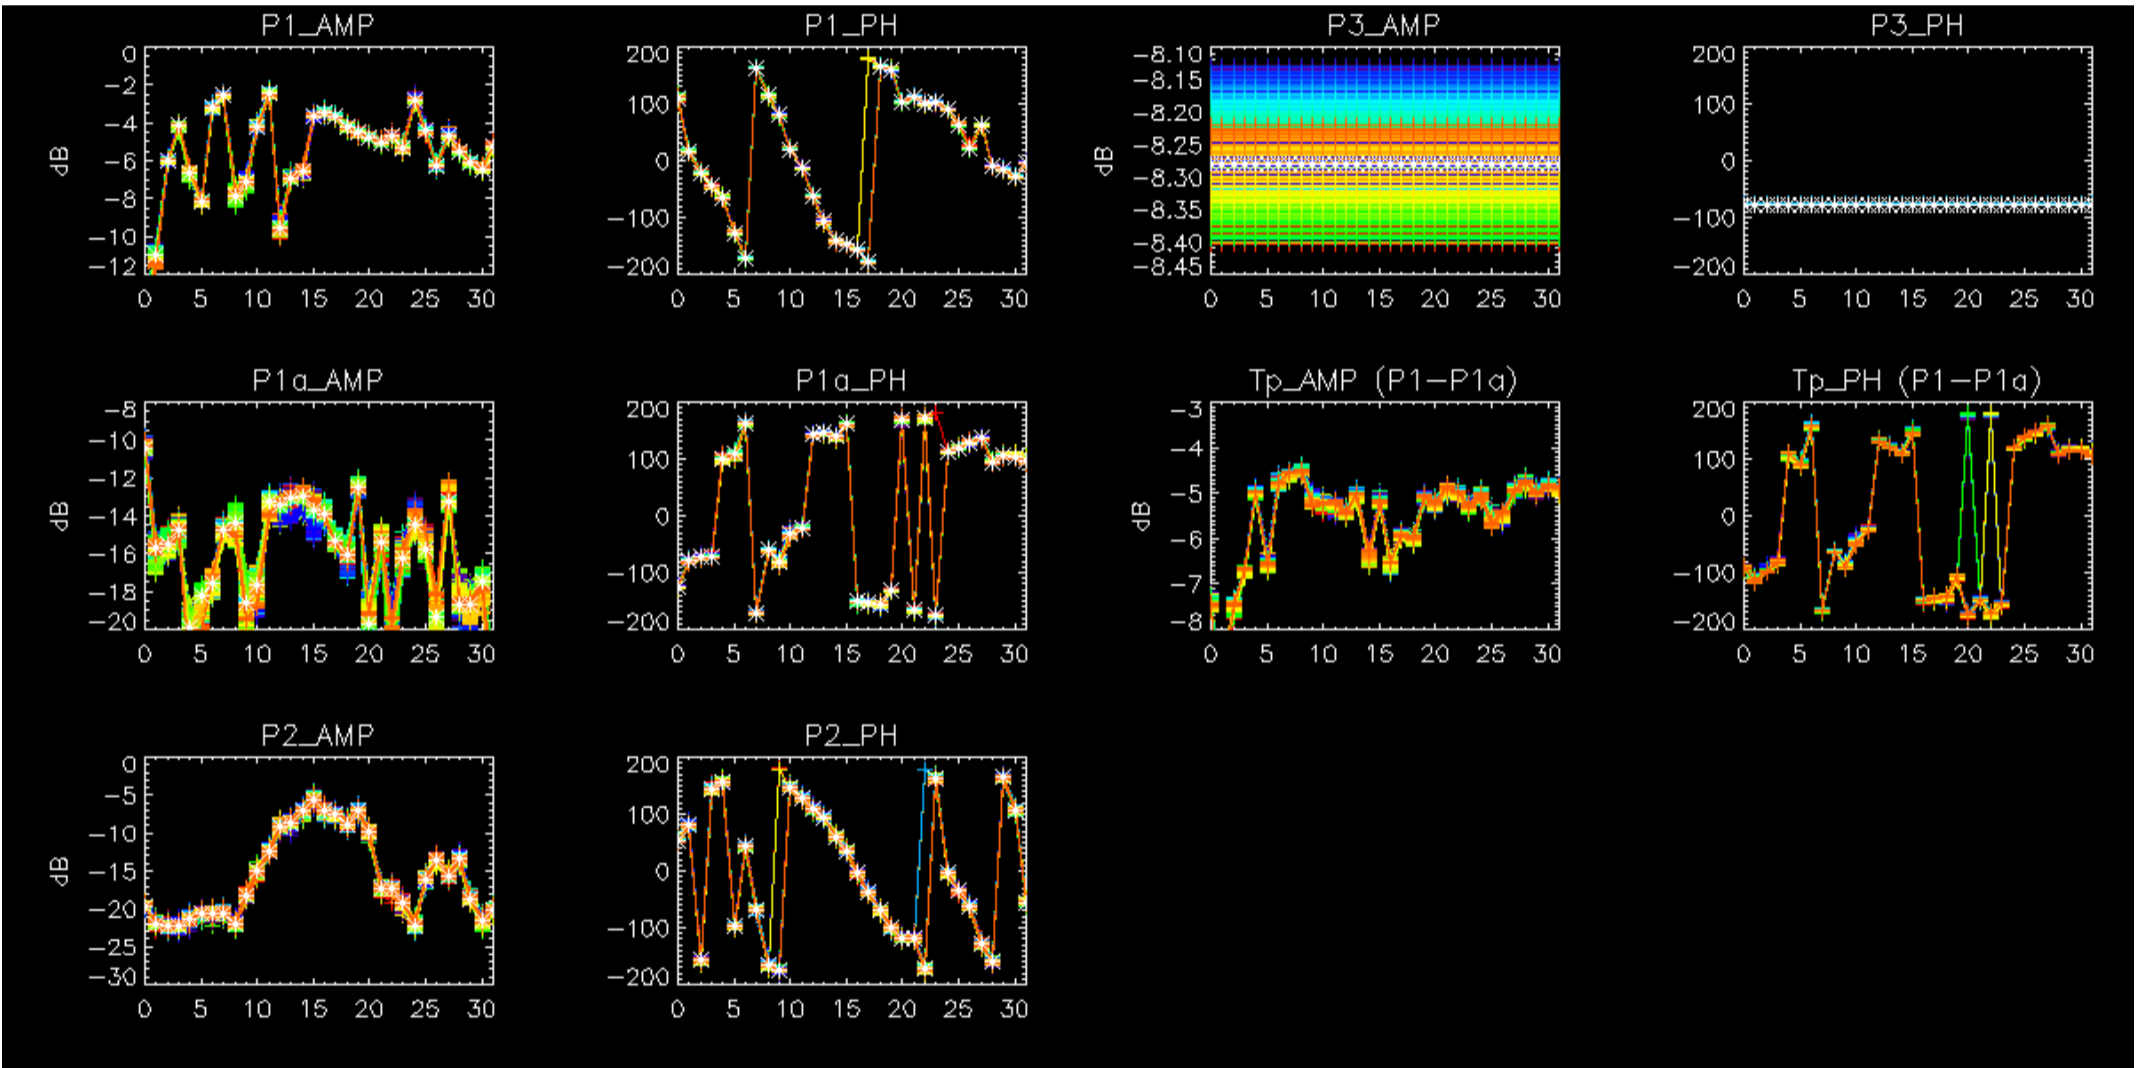 P1_AMP
dB
0
−2
−4
−6
−8
−10
−12
0 5 10 15 20 25 30
P1_PH
200
100
0
−100
−200
0 5 10 15 20 25 30
P3_AMP
dB
−8.10
−8.15
−8.20
−8.25
−8.30
−8.35
−8.40
−8.45
0 5 10 15 20 25 30
P3_PH
200
100
0
−100
−200
0 5 10 15 20 25 30
P1a_AMP
dB
−8
−10
−12
−14
−16
−18
−20
0 5 10 15 20 25 30
P1a_PH
200
100
0
−100
−200
0 5 10 15 20 25 30
Tp_AMP (P1−P1a)
dB
−3
−4
−5
−6
−7
−8
0 5 10 15 20 25 30
Tp_PH (P1−P1a)
200
100
0
−100
−200
0 5 10 15 20 25 30
P2_AMP
dB
0
−5
−10
−15
−20
−25
−30
0 5 10 15 20 25 30
P2_PH
200
100
0
−100
−200
0 5 10 15 20 25 30